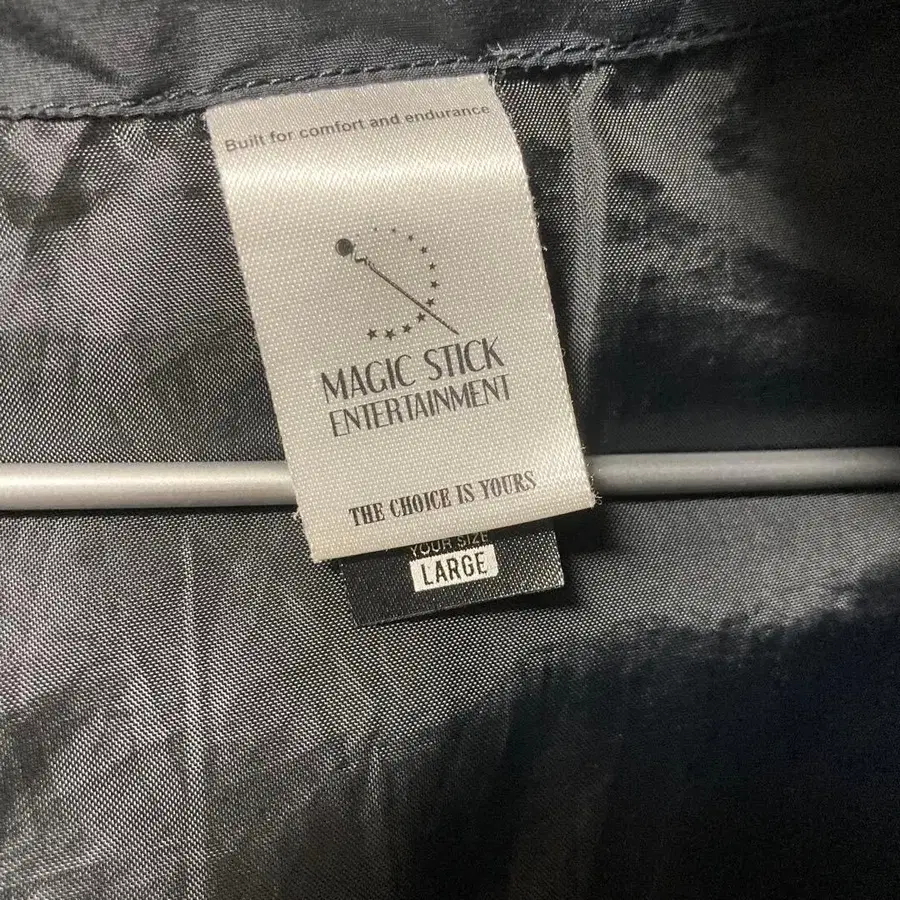 Built for comfort and endurance
MAGIC STICK
ENTERTAINMENT
THE CHOICE IS YOURS
YOUR SIZE
LARGE